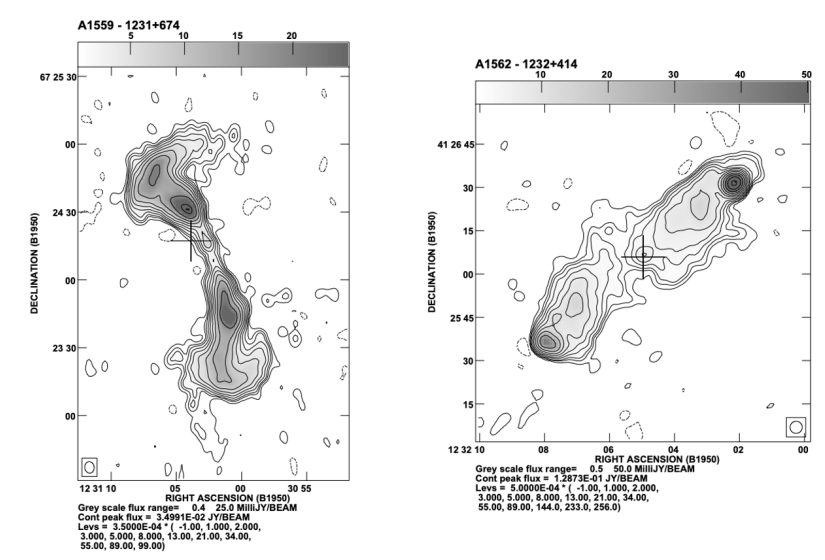 A1559 - 1231+674
5 10 15 20
67 25 30
00
24 30
00
23 30
00
DECLINATION (B1950)
12 31 10 05 00 30 55
RIGHT ASCENSION (B1950)
Grey scale flux range= 0.4 25.0 MilliJY/BEAM
Cont peak flux = 3.4991E-02 JY/BEAM
Levs = 3.5000E-04 * ( -1.00, 1.000, 2.000,
3.000, 5.000, 8.000, 13.00, 21.00, 34.00,
55.00, 89.00, 99.00)
A1562 - 1232+414
10 20 30 40 50
41 26 45
30
15
00
25 45
30
15
DECLINATION (B1950)
12 32 10 08 06 04 02 00
RIGHT ASCENSION (B1950)
Grey scale flux range= 0.5 50.0 MilliJY/BEAM
Cont peak flux = 1.2873E-01 JY/BEAM
Levs = 5.0000E-04 * ( -1.00, 1.000, 2.000,
3.000, 5.000, 8.000, 13.00, 21.00, 34.00,
55.00, 89.00, 144.0, 233.0, 256.0)